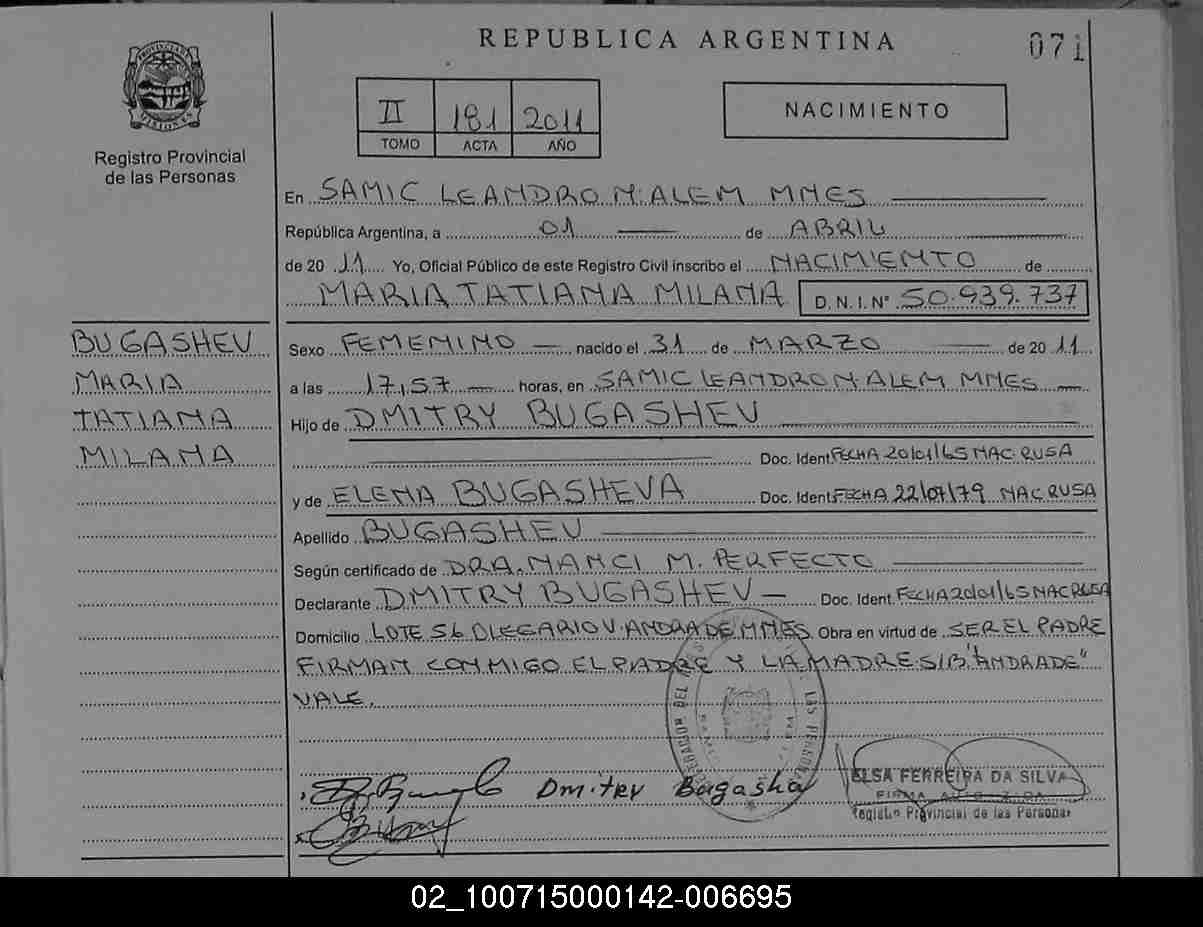 REPUBLICA ARGENTINA
071
PROVINCIA DE
MISIONES
Registro Provincial
de las Personas
II 181 2011
TOMO ACTA AÑO
NACIMIENTO
En SAMIC LEANDRO N. ALEM MNES
República Argentina, a 01 de ABRIL
de 20 11 Yo, Oficial Público de este Registro Civil inscribo el NACIMIENTO de
MARIA TATIANA MILANA D.N.I.Nº 50.939.737
BUGASHEV
MARIA
TATIANA
MILANA
Sexo FEMENINO nacido el 31 de MARZO de 20 11
a las 17,57 horas, en SAMIC LEANDRO N ALEM MNES
Hijo de DMITRY BUGASHEV
Doc. Ident. FECHA 20/01/65 NAC. RUSA
y de ELENA BUGASHEVA Doc. Ident. FECHA 22/07/79 NAC RUSA
Apellido BUGASHEV
Según certificado de DRA. NANCI M. PERFECTO
Declarante DMITRY BUGASHEV Doc. Ident. FECHA 20/01/65 NAC RUSA
Domicilio LOTE 56 OLEGARIO V. ANDRADE MNES Obra en virtud de SER EL PADRE
FIRMAN CONMIGO EL PADRE Y LA MADRE S/B "ANDRADE"
VALE.
Dmitry Bugashev
ELSA FERREIRA DA SILVA
FIRMA AUTORIZADA
Registro Provincial de las Personas
02_100715000142-006695